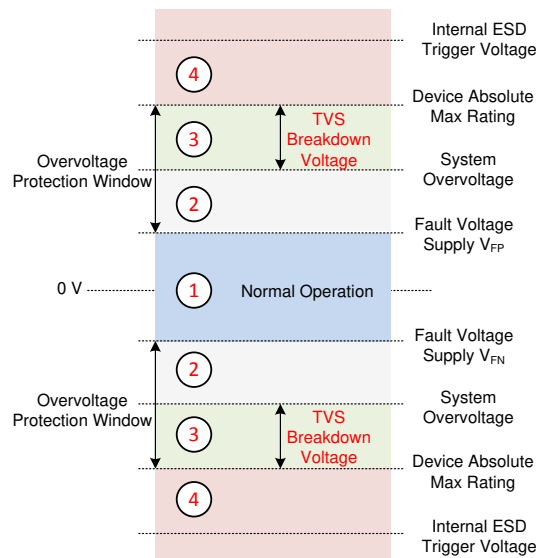 Internal ESD
Trigger Voltage
4
Device Absolute
Max Rating
TVS
Breakdown
Voltage
3
Overvoltage
Protection Window
System
Overvoltage
2
Fault Voltage
Supply VFP
0 V
1
Normal Operation
Fault Voltage
Supply VFN
2
System
Overvoltage
Overvoltage
Protection Window
3
TVS
Breakdown
Voltage
Device Absolute
Max Rating
4
Internal ESD
Trigger Voltage